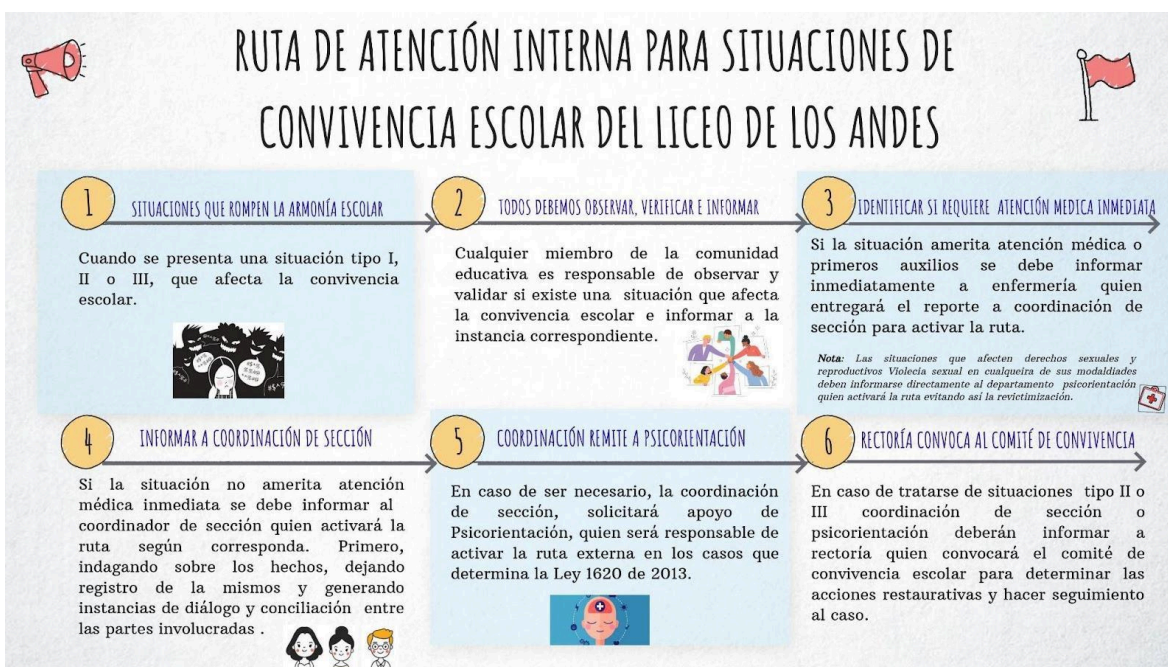 RUTA DE ATENCIÓN INTERNA PARA SITUACIONES DE
CONVIVENCIA ESCOLAR DEL LICEO DE LOS ANDES
1
SITUACIONES QUE ROMPEN LA ARMONÍA ESCOLAR
Cuando se presenta una situación tipo I,
II o III, que afecta la convivencia
escolar.
2
TODOS DEBEMOS OBSERVAR, VERIFICAR E INFORMAR
Cualquier miembro de la comunidad
educativa es responsable de observar y
validar si existe una situación que afecta
la convivencia escolar e informar a la
instancia correspondiente.
3
IDENTIFICAR SI REQUIERE ATENCIÓN MEDICA INMEDIATA
Si la situación amerita atención médica o
primeros auxilios se debe informar
inmediatamente a enfermería quien
entregará el reporte a coordinación de
sección para activar la ruta.
Nota: Las situaciones que afecten derechos sexuales y
reproductivos Violecia sexual en cualqueira de sus modaldiades
deben informarse directamente al departamento psicorientación
quien activará la ruta evitando así la revictimización.
4
INFORMAR A COORDINACIÓN DE SECCIÓN
Si la situación no amerita atención
médica inmediata se debe informar al
coordinador de sección quien activará la
ruta según corresponda. Primero,
indagando sobre los hechos, dejando
registro de la mismos y generando
instancias de diálogo y conciliación entre
las partes involucradas .
5
COORDINACIÓN REMITE A PSICORIENTACIÓN
En caso de ser necesario, la coordinación
de sección, solicitará apoyo de
Psicorientación, quien será responsable de
activar la ruta externa en los casos que
determina la Ley 1620 de 2013.
6
RECTORÍA CONVOCA AL COMITÉ DE CONVIVENCIA
En caso de tratarse de situaciones tipo II o
III coordinación de sección o
psicorientación deberán informar a
rectoría quien convocará el comité de
convivencia escolar para determinar las
acciones restaurativas y hacer seguimiento
al caso.